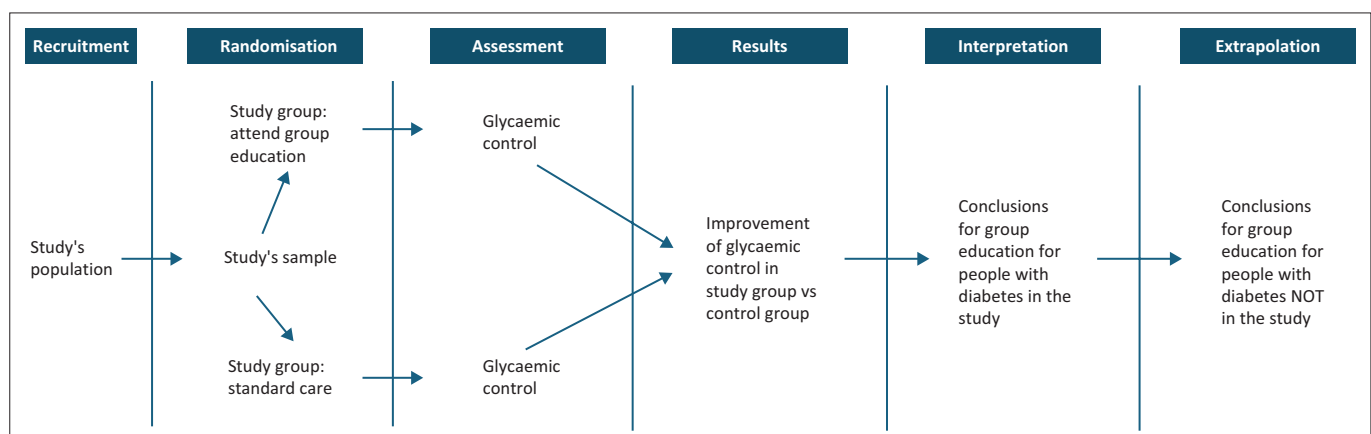 Recruitment
Randomisation
Assessment
Results
Interpretation
Extrapolation
Study's
population
Study group:
attend group
education
Study's sample
Study group:
standard care
Glycaemic
control
Glycaemic
control
Improvement
of glycaemic
control in
study group vs
control group
Conclusions
for group
education for
people with
diabetes in the
study
Conclusions
for group
education for
people with
diabetes NOT
in the study